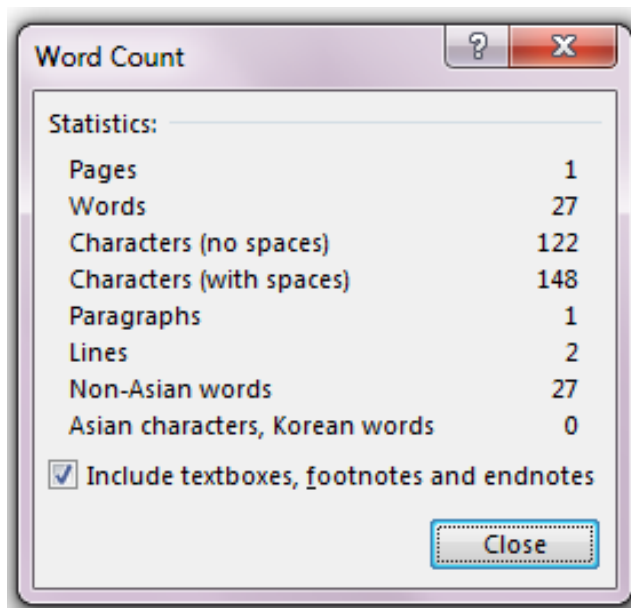 Word Count
Statistics:
Pages 1
Words 27
Characters (no spaces) 122
Characters (with spaces) 148
Paragraphs 1
Lines 2
Non-Asian words 27
Asian characters, Korean words 0
Include textboxes, footnotes and endnotes
Close